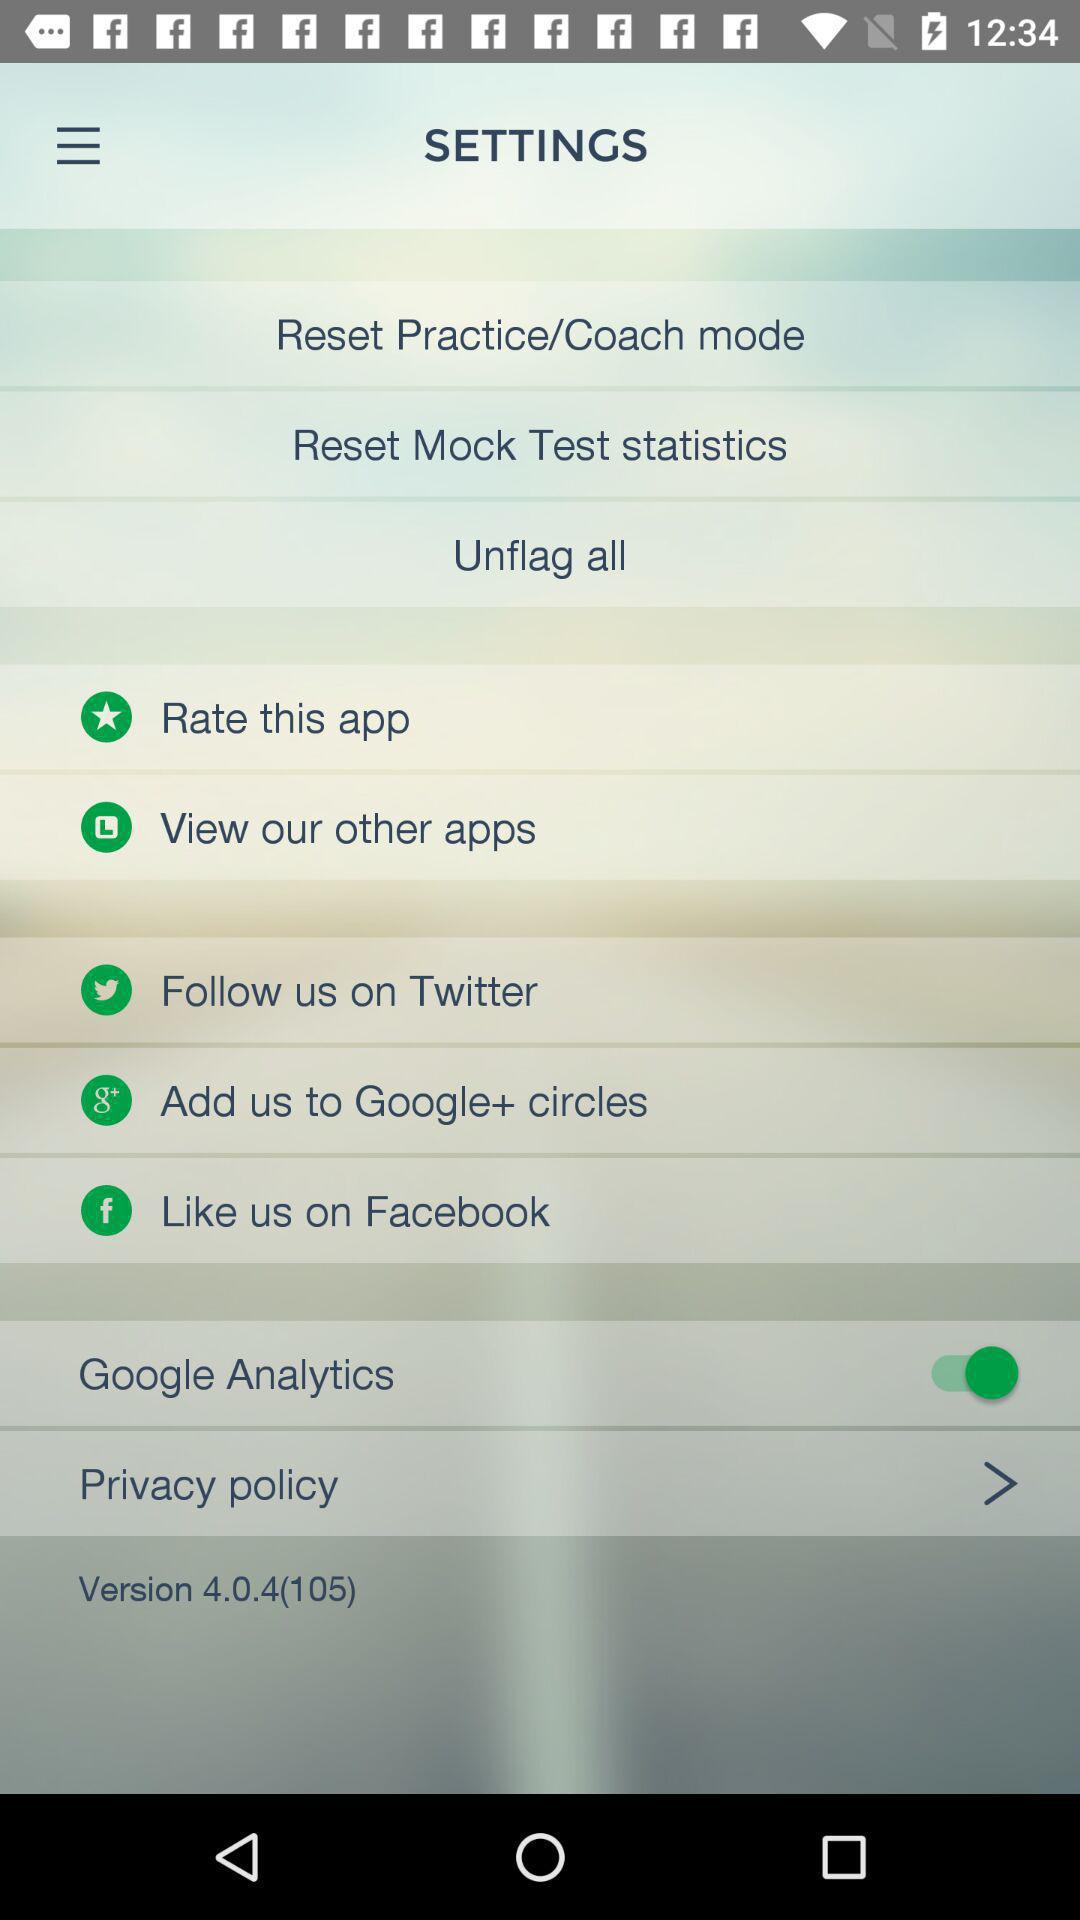 12:34
SETTINGS
Reset Practice/Coach mode
Reset Mock Test statistics
Unflag all
Rate this app
View our other apps
Follow us on Twitter
Add us to Google+ circles
Like us on Facebook
Google Analytics
Privacy policy
Version 4.0.4(105)